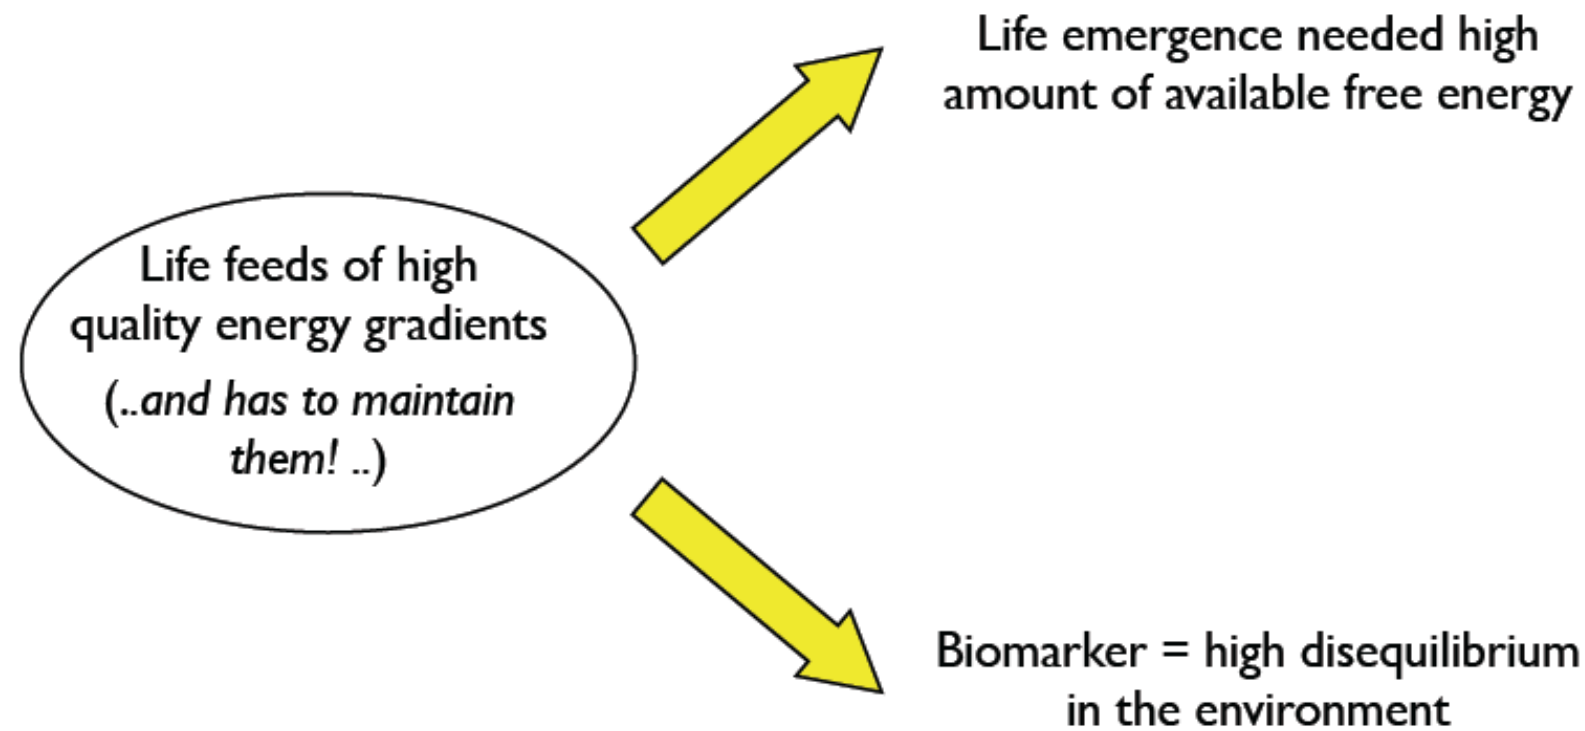 Life emergence needed high
amount of available free energy
Life feeds of high
quality energy gradients
(..and has to maintain
them! ..)
Biomarker = high disequilibrium
in the environment